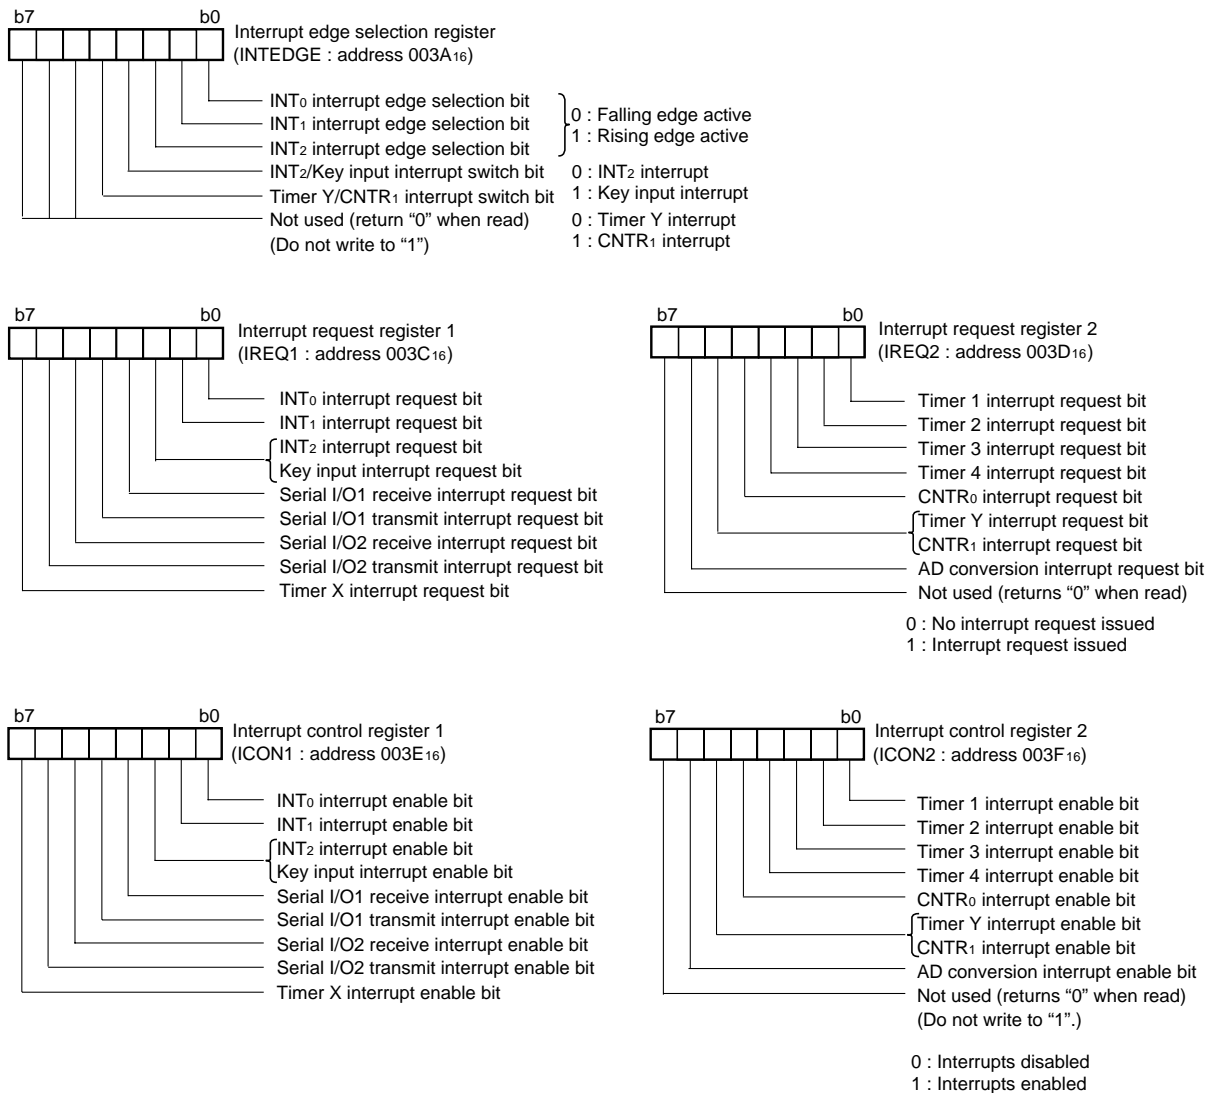 b7 b0
Interrupt edge selection register
(INTEDGE : address 003A16)
INT0 interrupt edge selection bit
INT1 interrupt edge selection bit
INT2 interrupt edge selection bit
0 : Falling edge active
1 : Rising edge active
INT2/Key input interrupt switch bit
0 : INT2 interrupt
1 : Key input interrupt
Timer Y/CNTR1 interrupt switch bit
0 : Timer Y interrupt
1 : CNTR1 interrupt
Not used (return “0” when read)
(Do not write to “1”)
b7 b0
Interrupt request register 1
(IREQ1 : address 003C16)
INT0 interrupt request bit
INT1 interrupt request bit
INT2 interrupt request bit
Key input interrupt request bit
Serial I/O1 receive interrupt request bit
Serial I/O1 transmit interrupt request bit
Serial I/O2 receive interrupt request bit
Serial I/O2 transmit interrupt request bit
Timer X interrupt request bit
b7 b0
Interrupt request register 2
(IREQ2 : address 003D16)
Timer 1 interrupt request bit
Timer 2 interrupt request bit
Timer 3 interrupt request bit
Timer 4 interrupt request bit
CNTR0 interrupt request bit
Timer Y interrupt request bit
CNTR1 interrupt request bit
AD conversion interrupt request bit
Not used (returns “0” when read)
0 : No interrupt request issued
1 : Interrupt request issued
b7 b0
Interrupt control register 1
(ICON1 : address 003E16)
INT0 interrupt enable bit
INT1 interrupt enable bit
INT2 interrupt enable bit
Key input interrupt enable bit
Serial I/O1 receive interrupt enable bit
Serial I/O1 transmit interrupt enable bit
Serial I/O2 receive interrupt enable bit
Serial I/O2 transmit interrupt enable bit
Timer X interrupt enable bit
b7 b0
Interrupt control register 2
(ICON2 : address 003F16)
Timer 1 interrupt enable bit
Timer 2 interrupt enable bit
Timer 3 interrupt enable bit
Timer 4 interrupt enable bit
CNTR0 interrupt enable bit
Timer Y interrupt enable bit
CNTR1 interrupt enable bit
AD conversion interrupt enable bit
Not used (returns “0” when read)
(Do not write to “1”.)
0 : Interrupts disabled
1 : Interrupts enabled